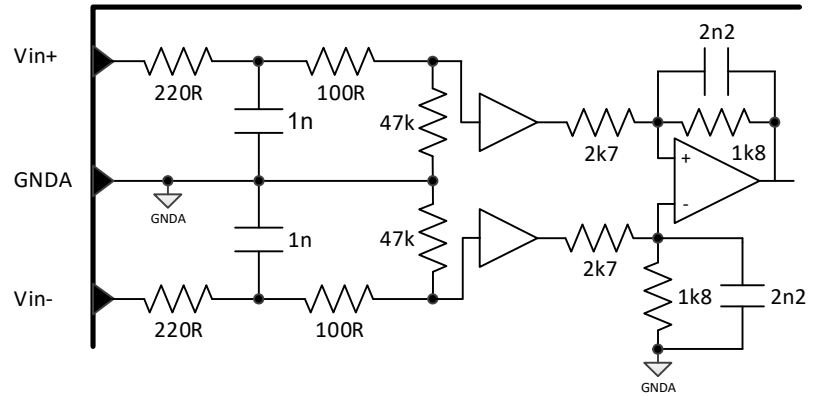 2n2
Vin+
220R
100R
1n
47k
2k7
1k8
+
GNDA
GNDA
-
1n
47k
2k7
Vin-
220R
100R
1k8
2n2
GNDA